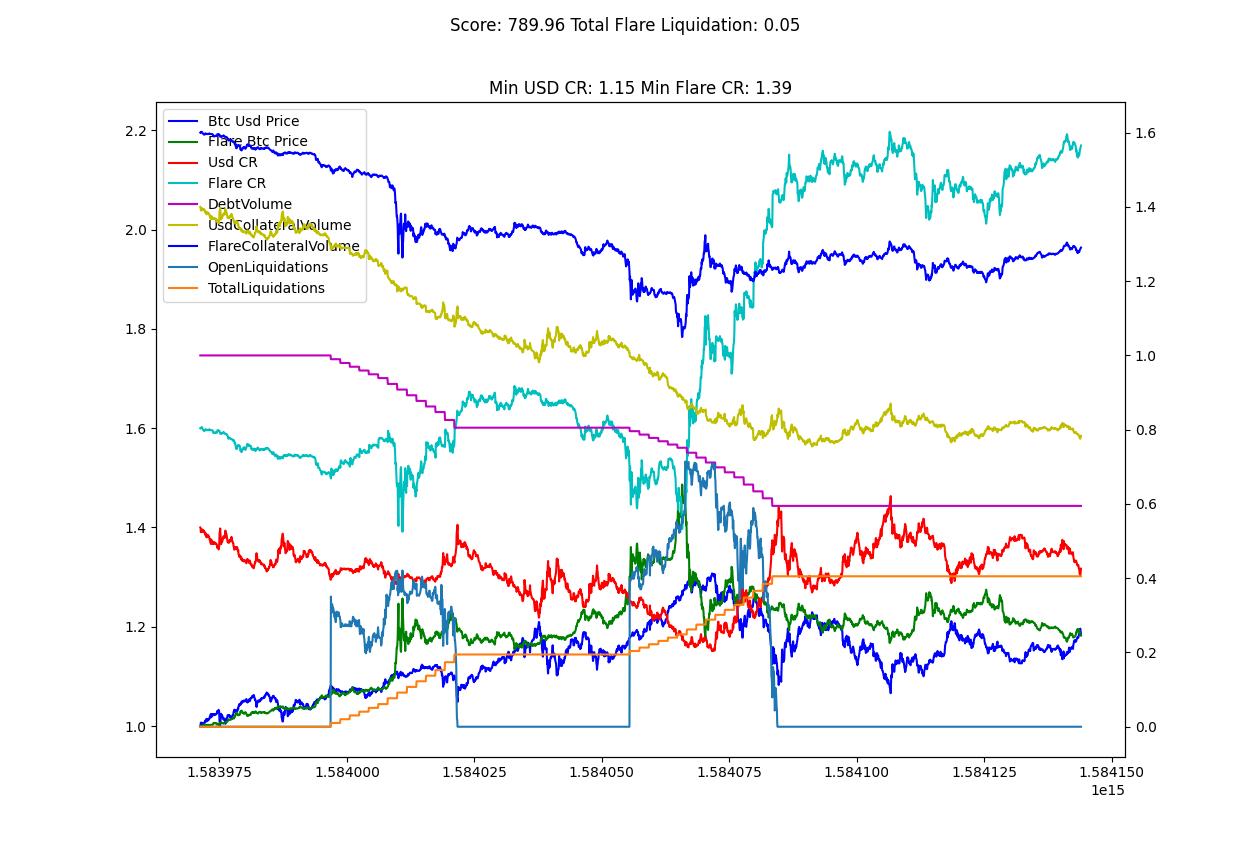 Score: 789.96 Total Flare Liquidation: 0.05
Min USD CR: 1.15 Min Flare CR: 1.39
Btc Usd Price
Flare Btc Price
Usd CR
Flare CR
DebtVolume
UsdCollateralVolume
FlareCollateralVolume
OpenLiquidations
TotalLiquidations
2.2
2.0
1.8
1.6
1.4
1.2
1.0
1.6
1.4
1.2
1.0
0.8
0.6
0.4
0.2
0.0
1.583975
1.584000
1.584025
1.584050
1.584075
1.584100
1.584125
1.584150
1e15